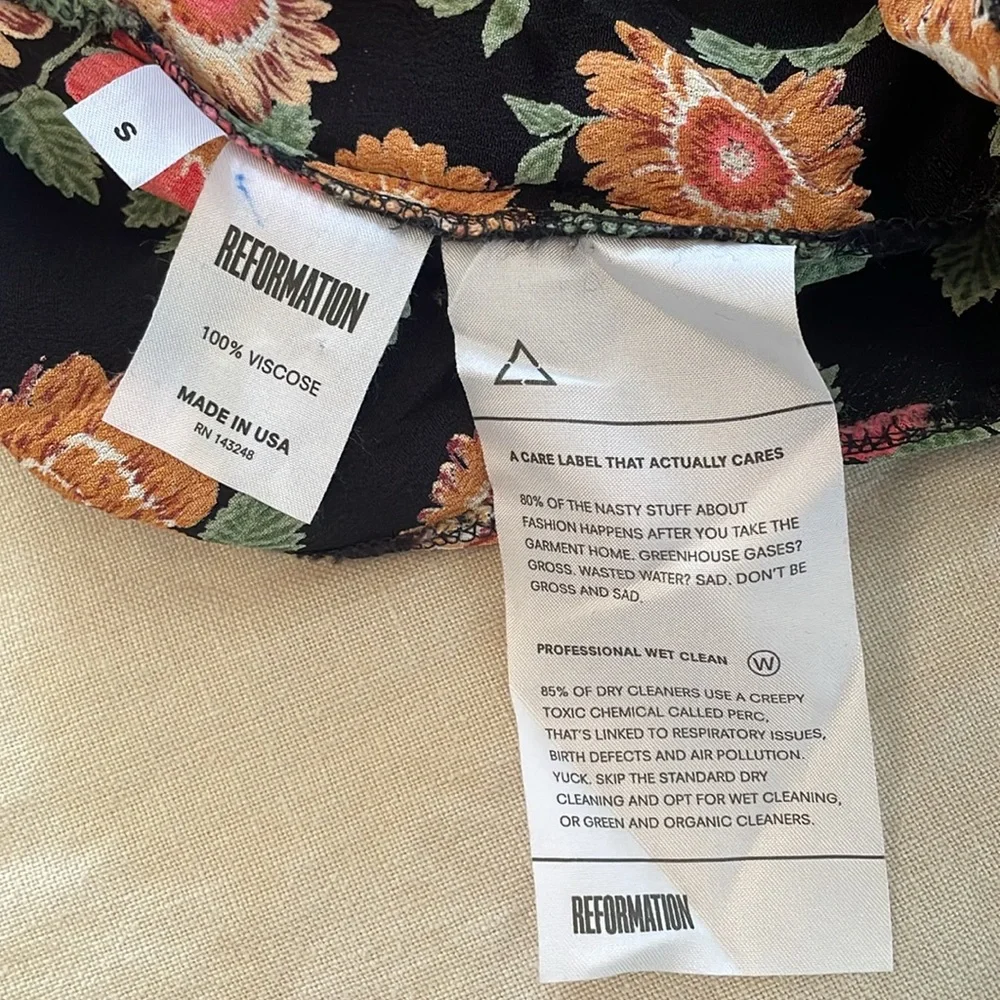 S
REFORMATION
100% VISCOSE
MADE IN USA
RN 143248
A CARE LABEL THAT ACTUALLY CARES
80% OF THE NASTY STUFF ABOUT
FASHION HAPPENS AFTER YOU TAKE THE
GARMENT HOME. GREENHOUSE GASES?
GROSS. WASTED WATER? SAD. DON'T BE
GROSS AND SAD.
PROFESSIONAL WET CLEAN W
85% OF DRY CLEANERS USE A CREEPY
TOXIC CHEMICAL CALLED PERC,
THAT'S LINKED TO RESPIRATORY ISSUES,
BIRTH DEFECTS AND AIR POLLUTION.
YUCK. SKIP THE STANDARD DRY
CLEANING AND OPT FOR WET CLEANING,
OR GREEN AND ORGANIC CLEANERS.
REFORMATION